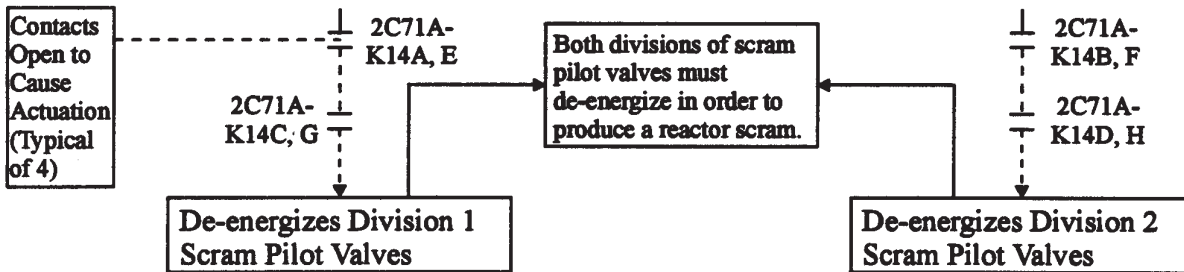 Contacts
Open to
Cause
Actuation
(Typical
of 4)
2C71A-
K14A, E
2C71A-
K14C, G
Both divisions of scram
pilot valves must
de-energize in order to
produce a reactor scram.
2C71A-
K14B, F
2C71A-
K14D, H
De-energizes Division 1
Scram Pilot Valves
De-energizes Division 2
Scram Pilot Valves